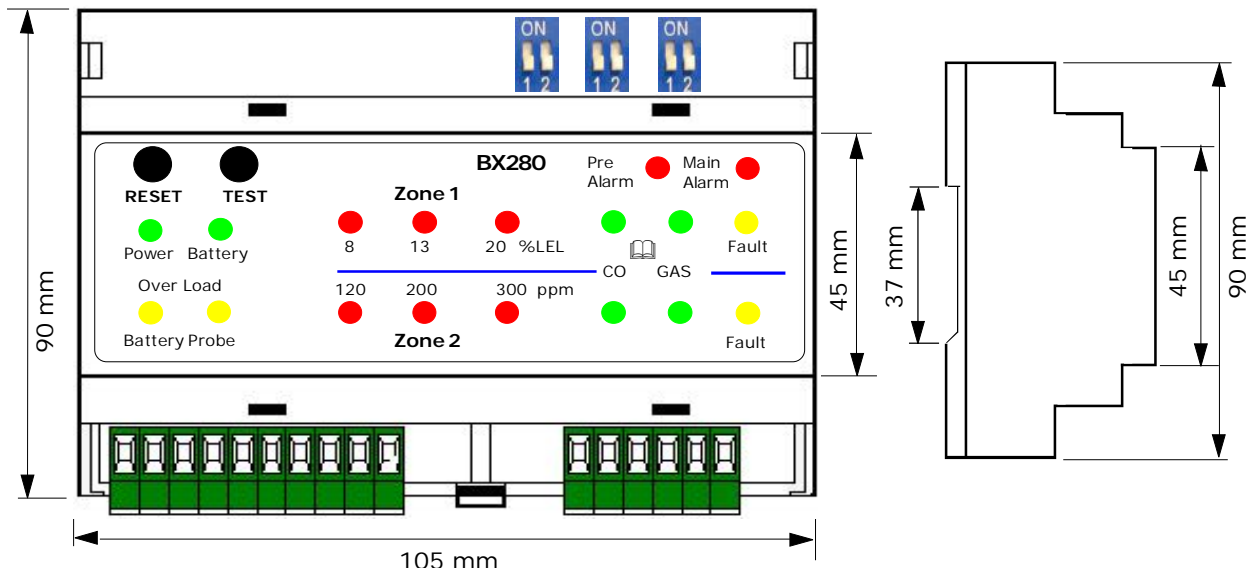 ON ON ON
1 2 1 2 1 2
BX280
Pre Alarm
Main Alarm
RESET TEST
Zone 1
Power Battery
8 13 20 %LEL
Fault
CO GAS
Over Load
120 200 300 ppm
Battery Probe
Zone 2
Fault
90 mm
45 mm
105 mm
37 mm
45 mm
90 mm